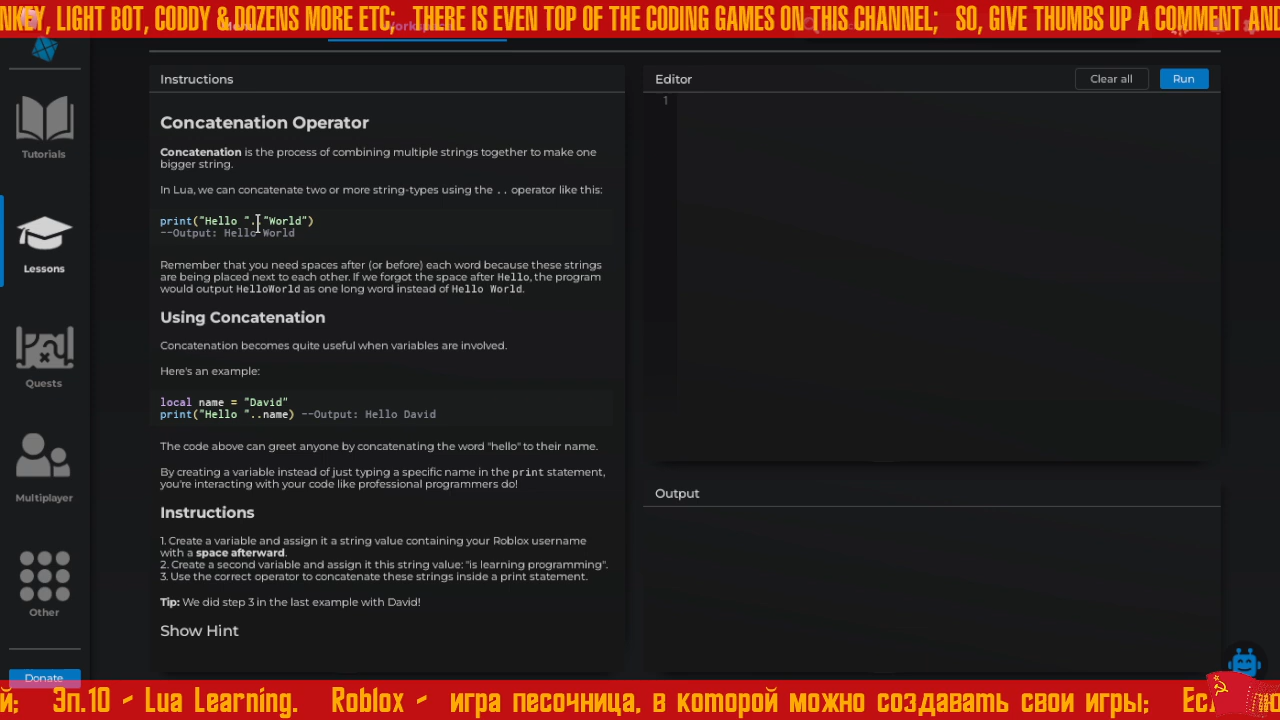 NKY, LIGHT BOT, CODDY & DOZENS MORE ETC;   THERE IS EVEN TOP OF THE CODING GAMES ON THIS CHANNEL;   SO, GIVE THUMBS UP A COMMENT AND
Instructions
Concatenation Operator
Concatenation is the process of combining multiple strings together to make one
bigger string.
In Lua, we can concatenate two or more string-types using the .. operator like this:
print("Hello ".."World")
--Output: Hello World
Remember that you need spaces after (or before) each word because these strings
are being placed next to each other. If we forgot the space after Hello, the program
would output HelloWorld as one long word instead of Hello World.
Using Concatenation
Concatenation becomes quite useful when variables are involved.
Here's an example:
local name = "David"
print("Hello "..name) --Output: Hello David
The code above can greet anyone by concatenating the word "hello" to their name.
By creating a variable instead of just typing a specific name in the print statement,
you're interacting with your code like professional programmers do!
Instructions
1. Create a variable and assign it a string value containing your Roblox username
with a space afterward.
2. Create a second variable and assign it this string value: "is learning programming".
3. Use the correct operator to concatenate these strings inside a print statement.
Tip: We did step 3 in the last example with David!
Show Hint
Editor
Clear all
Run
1
Output
Tutorials
Lessons
Quests
Multiplayer
Other
Donate
й;   Эп.10 - Lua Learning.   Roblox -  игра песочница, в которой можно создавать свои игры;